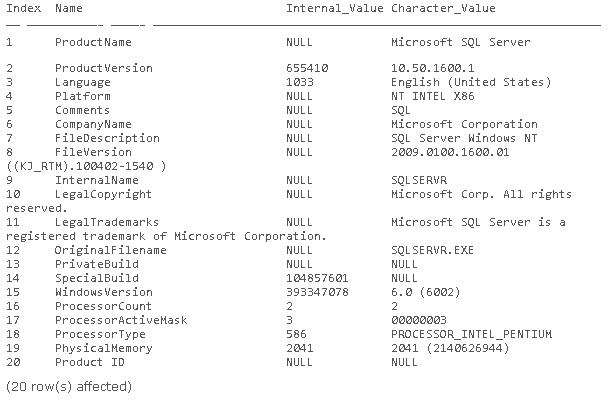 Index Name Internal_Value Character_Value
1 ProductName NULL Microsoft SQL Server
2 ProductVersion 655410 10.50.1600.1
3 Language 1033 English (United States)
4 Platform NULL NT INTEL X86
5 Comments NULL SQL
6 CompanyName NULL Microsoft Corporation
7 FileDescription NULL SQL Server Windows NT
8 FileVersion NULL 2009.0100.1600.01
((KJ_RTM).100402-1540 )
9 InternalName NULL SQLSERVR
10 LegalCopyright NULL Microsoft Corp. All rights
reserved.
11 LegalTrademarks NULL Microsoft SQL Server is a
registered trademark of Microsoft Corporation.
12 OriginalFilename NULL SQLSERVR.EXE
13 PrivateBuild NULL NULL
14 SpecialBuild 104857601 NULL
15 WindowsVersion 393347078 6.0 (6002)
16 ProcessorCount 2 2
17 ProcessorActiveMask 3 00000003
18 ProcessorType 586 PROCESSOR_INTEL_PENTIUM
19 PhysicalMemory 2041 2041 (2140626944)
20 Product ID NULL NULL
(20 row(s) affected)